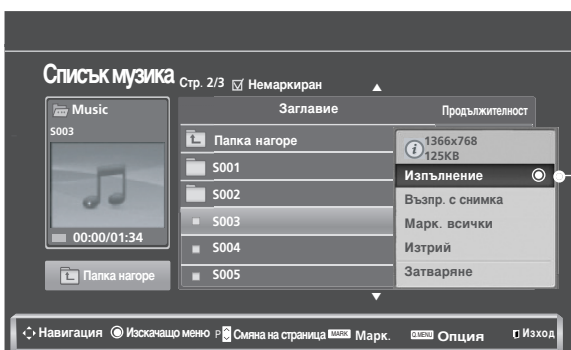 Списък музика Стр. 2/3 ☑ Немаркиран
Music
S003
00:00/01:34
Папка нагоре
Заглавие Продължителност
Папка нагоре
S001
S002
S003
S004
S005
1366x768
125KB
Изпълнение
Възпр. с снимка
Марк. всички
Изтрий
Затваряне
Навигация Изскачащо меню P Смяна на страница MARK Марк. Q.MENU Опция Изход